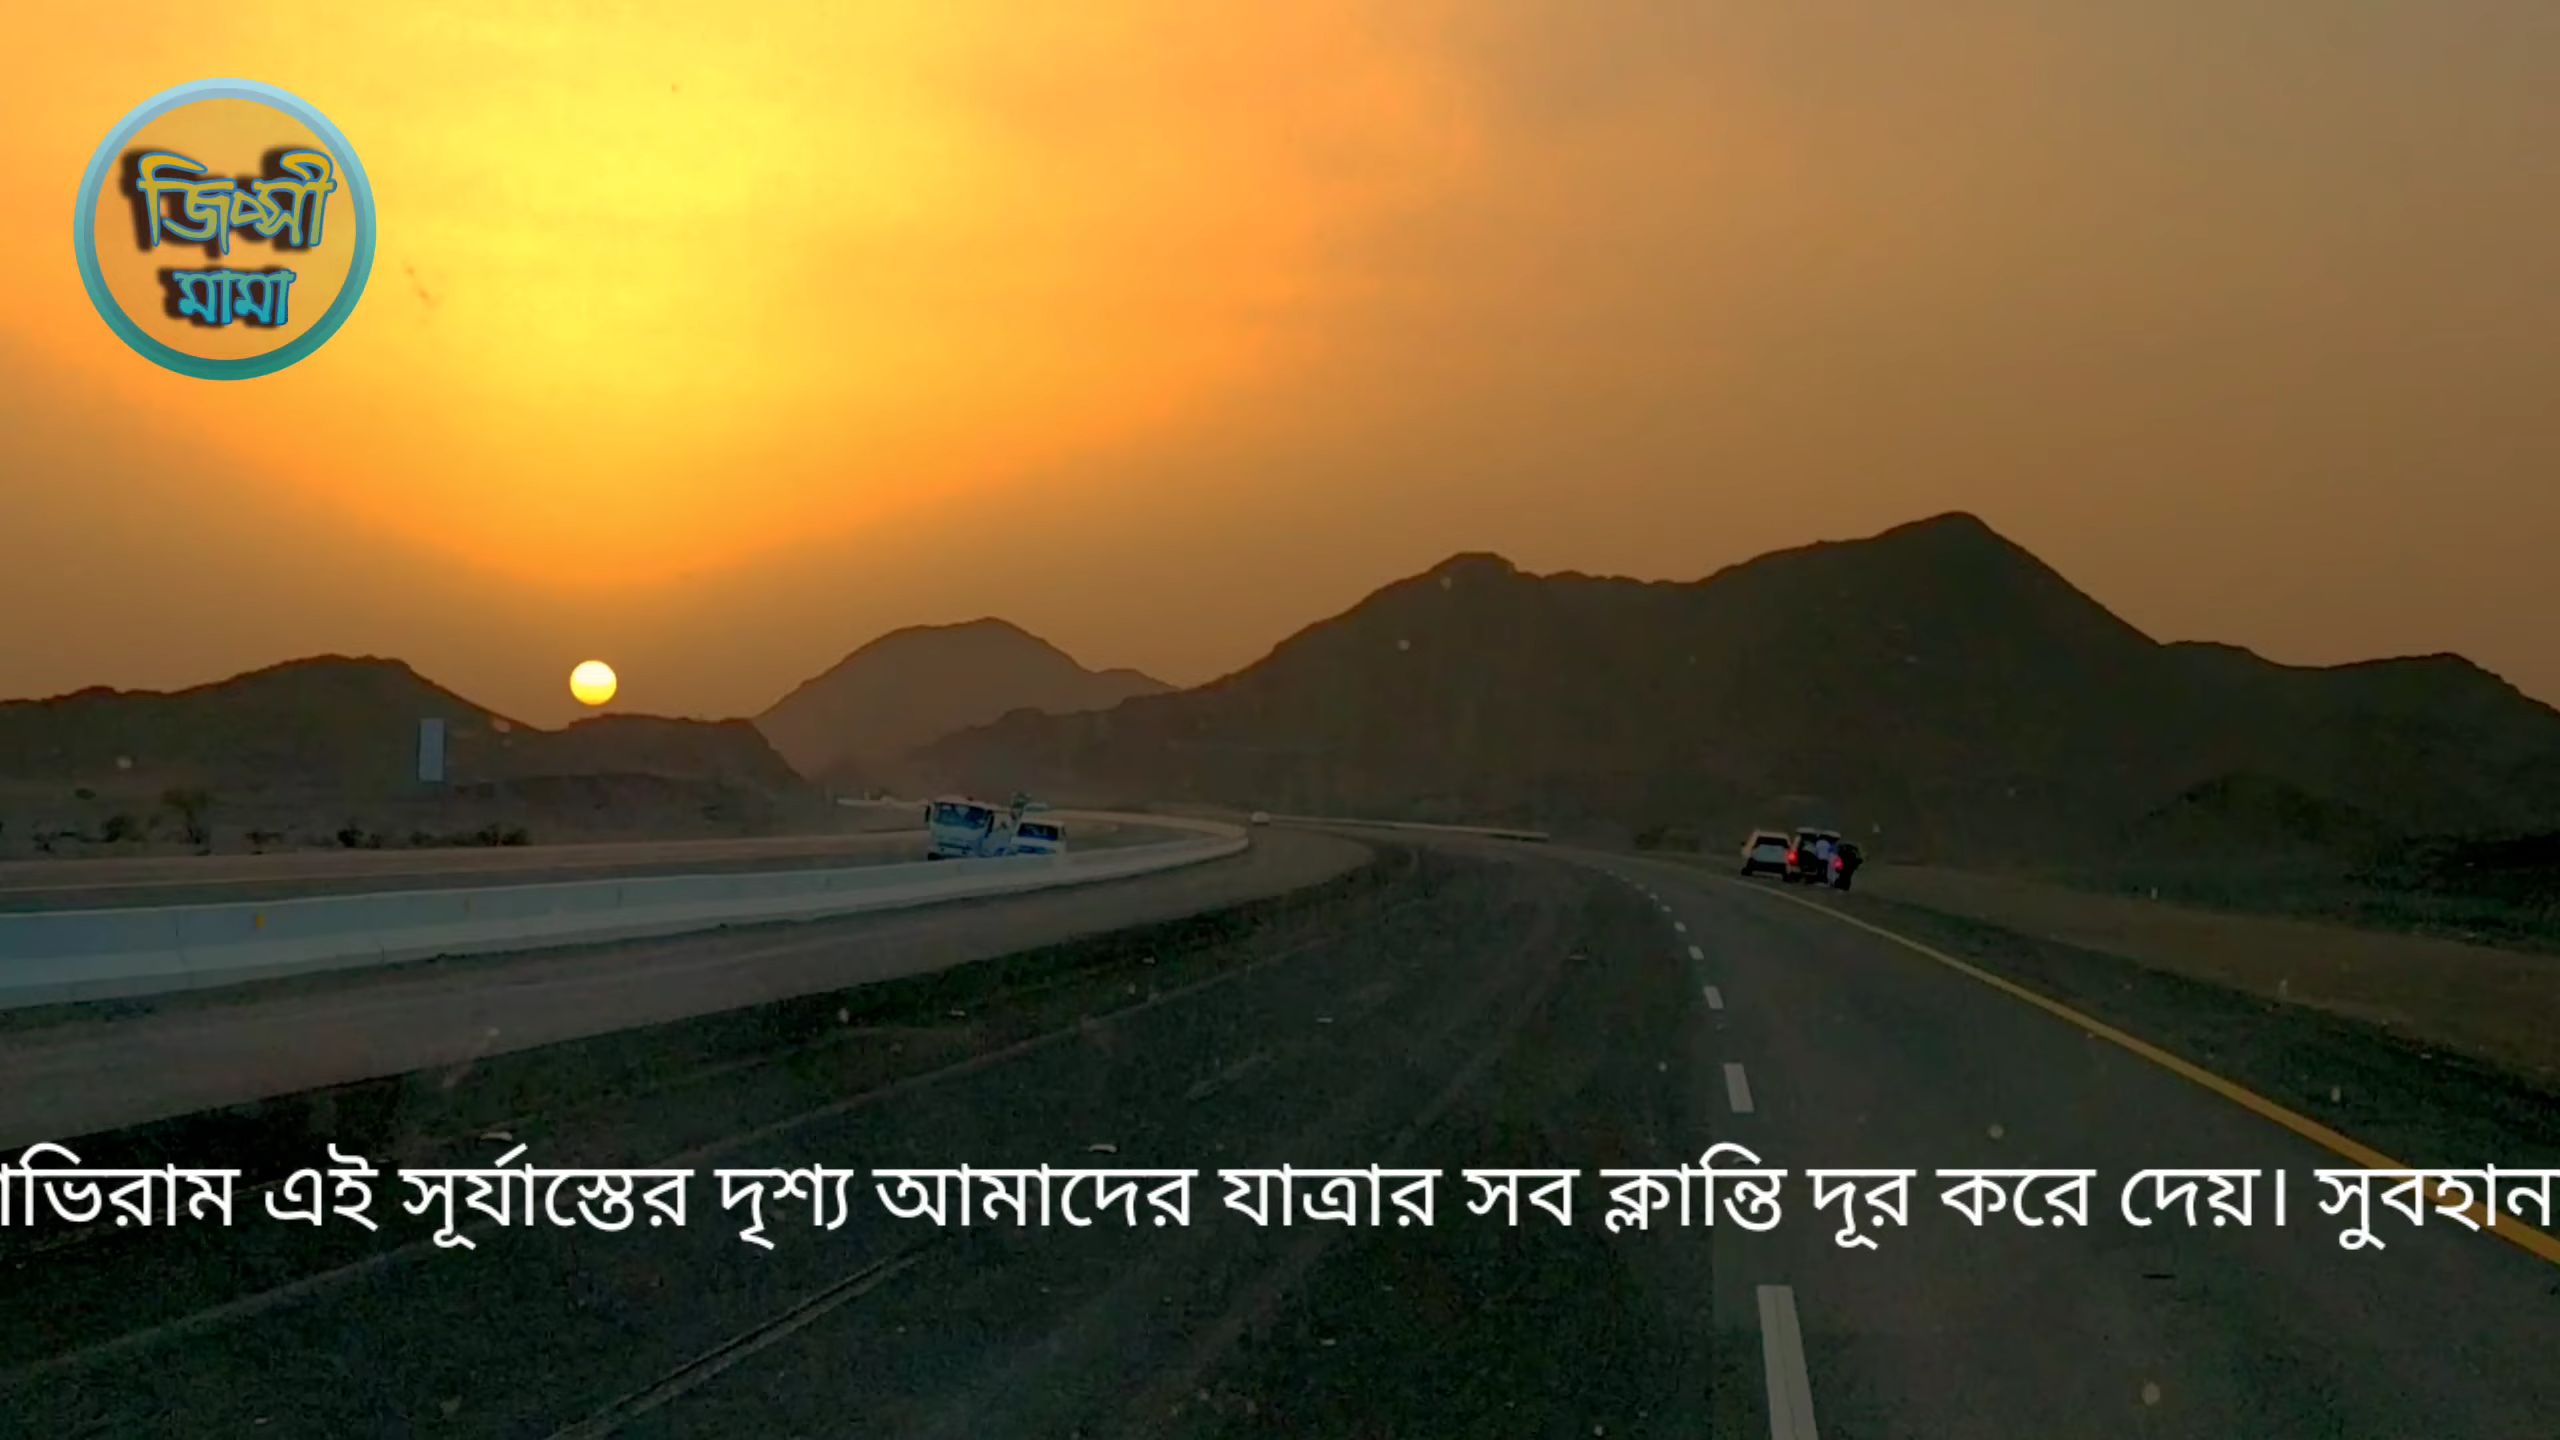 জিপ্সী
মামা
াভিরাম এই সূর্যাস্তের দৃশ্য আমাদের যাত্রার সব ক্লান্তি দূর করে দেয়। সুবহান